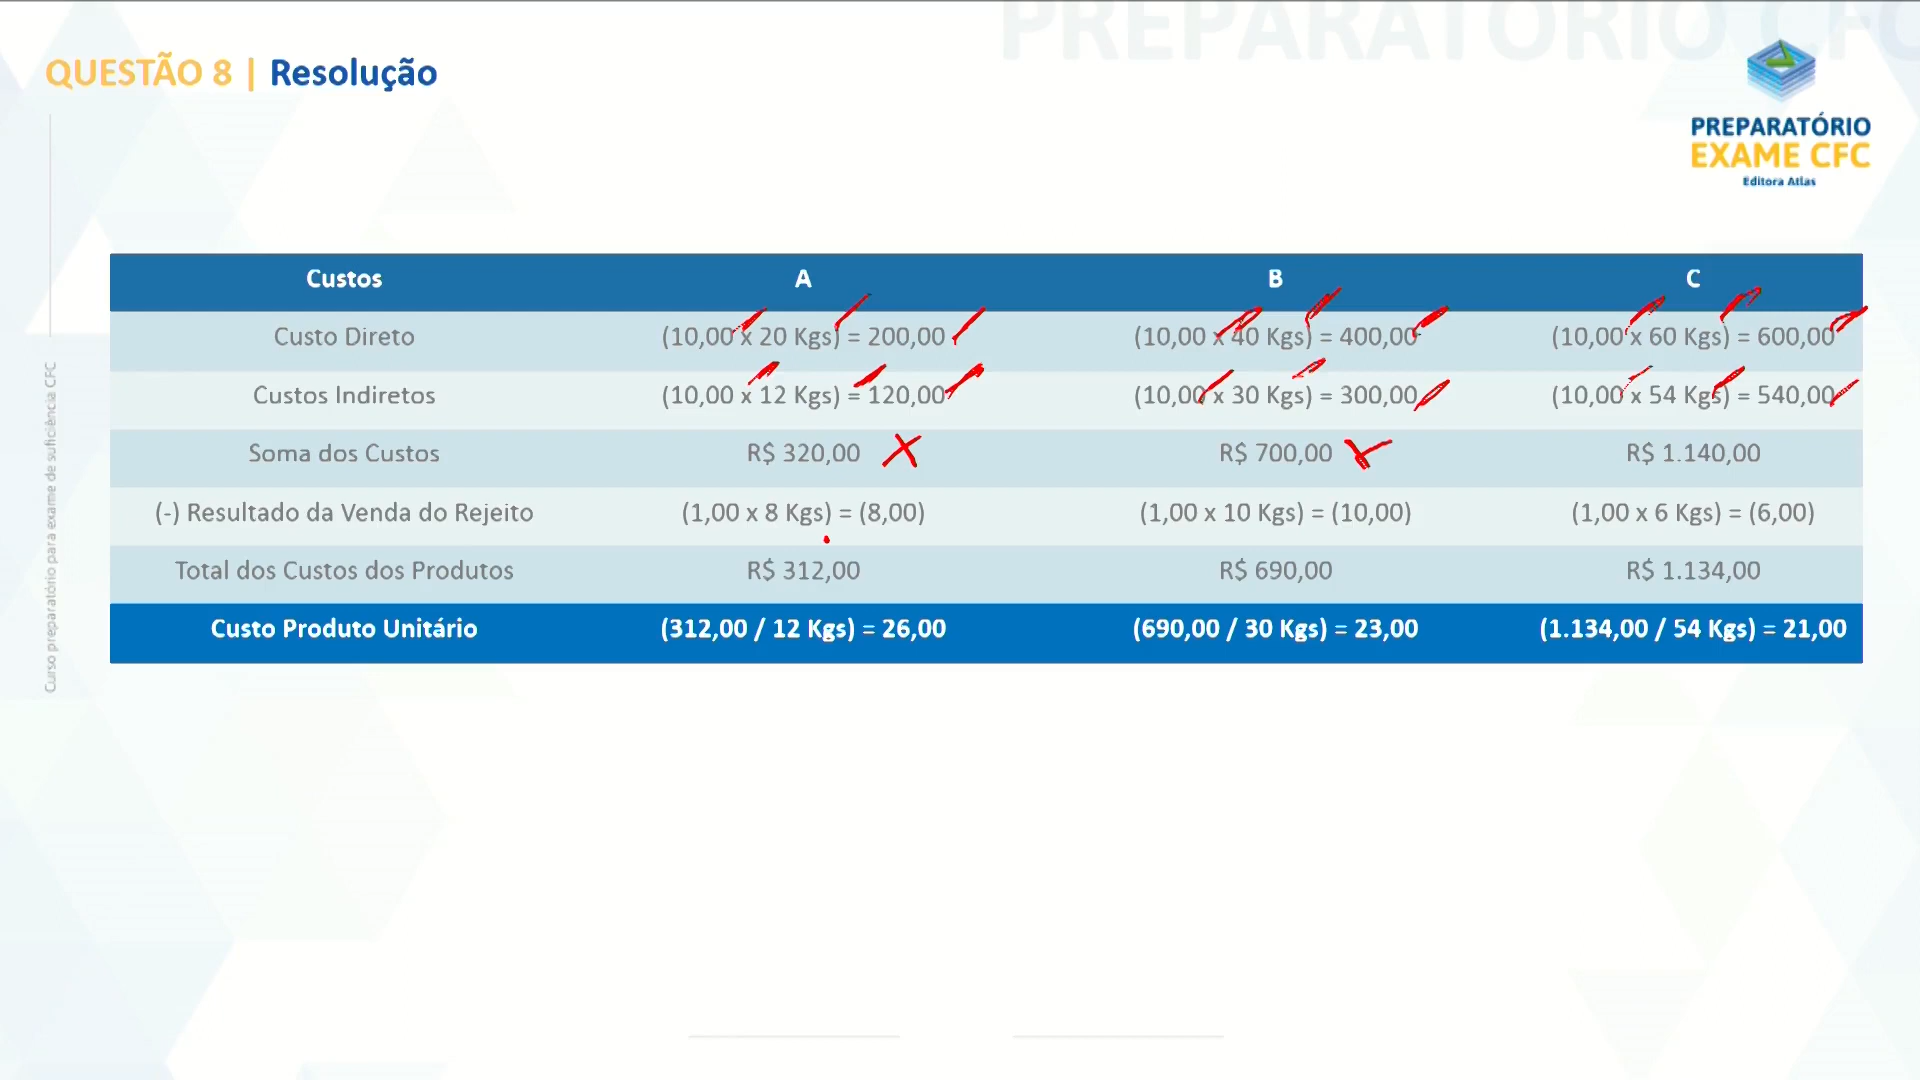 PREPARATÓRIO CFC
QUESTÃO 8 | Resolução
PREPARATÓRIO
EXAME CFC
Editora Atlas
Curso preparatório para exame de suficiência CFC
Custos A B C
Custo Direto (10,00 x 20 Kgs) = 200,00 (10,00 x 40 Kgs) = 400,00 (10,00 x 60 Kgs) = 600,00
Custos Indiretos (10,00 x 12 Kgs) = 120,00 (10,00 x 30 Kgs) = 300,00 (10,00 x 54 Kgs) = 540,00
Soma dos Custos R$ 320,00 R$ 700,00 R$ 1.140,00
(-) Resultado da Venda do Rejeito (1,00 x 8 Kgs) = (8,00) (1,00 x 10 Kgs) = (10,00) (1,00 x 6 Kgs) = (6,00)
Total dos Custos dos Produtos R$ 312,00 R$ 690,00 R$ 1.134,00
Custo Produto Unitário (312,00 / 12 Kgs) = 26,00 (690,00 / 30 Kgs) = 23,00 (1.134,00 / 54 Kgs) = 21,00